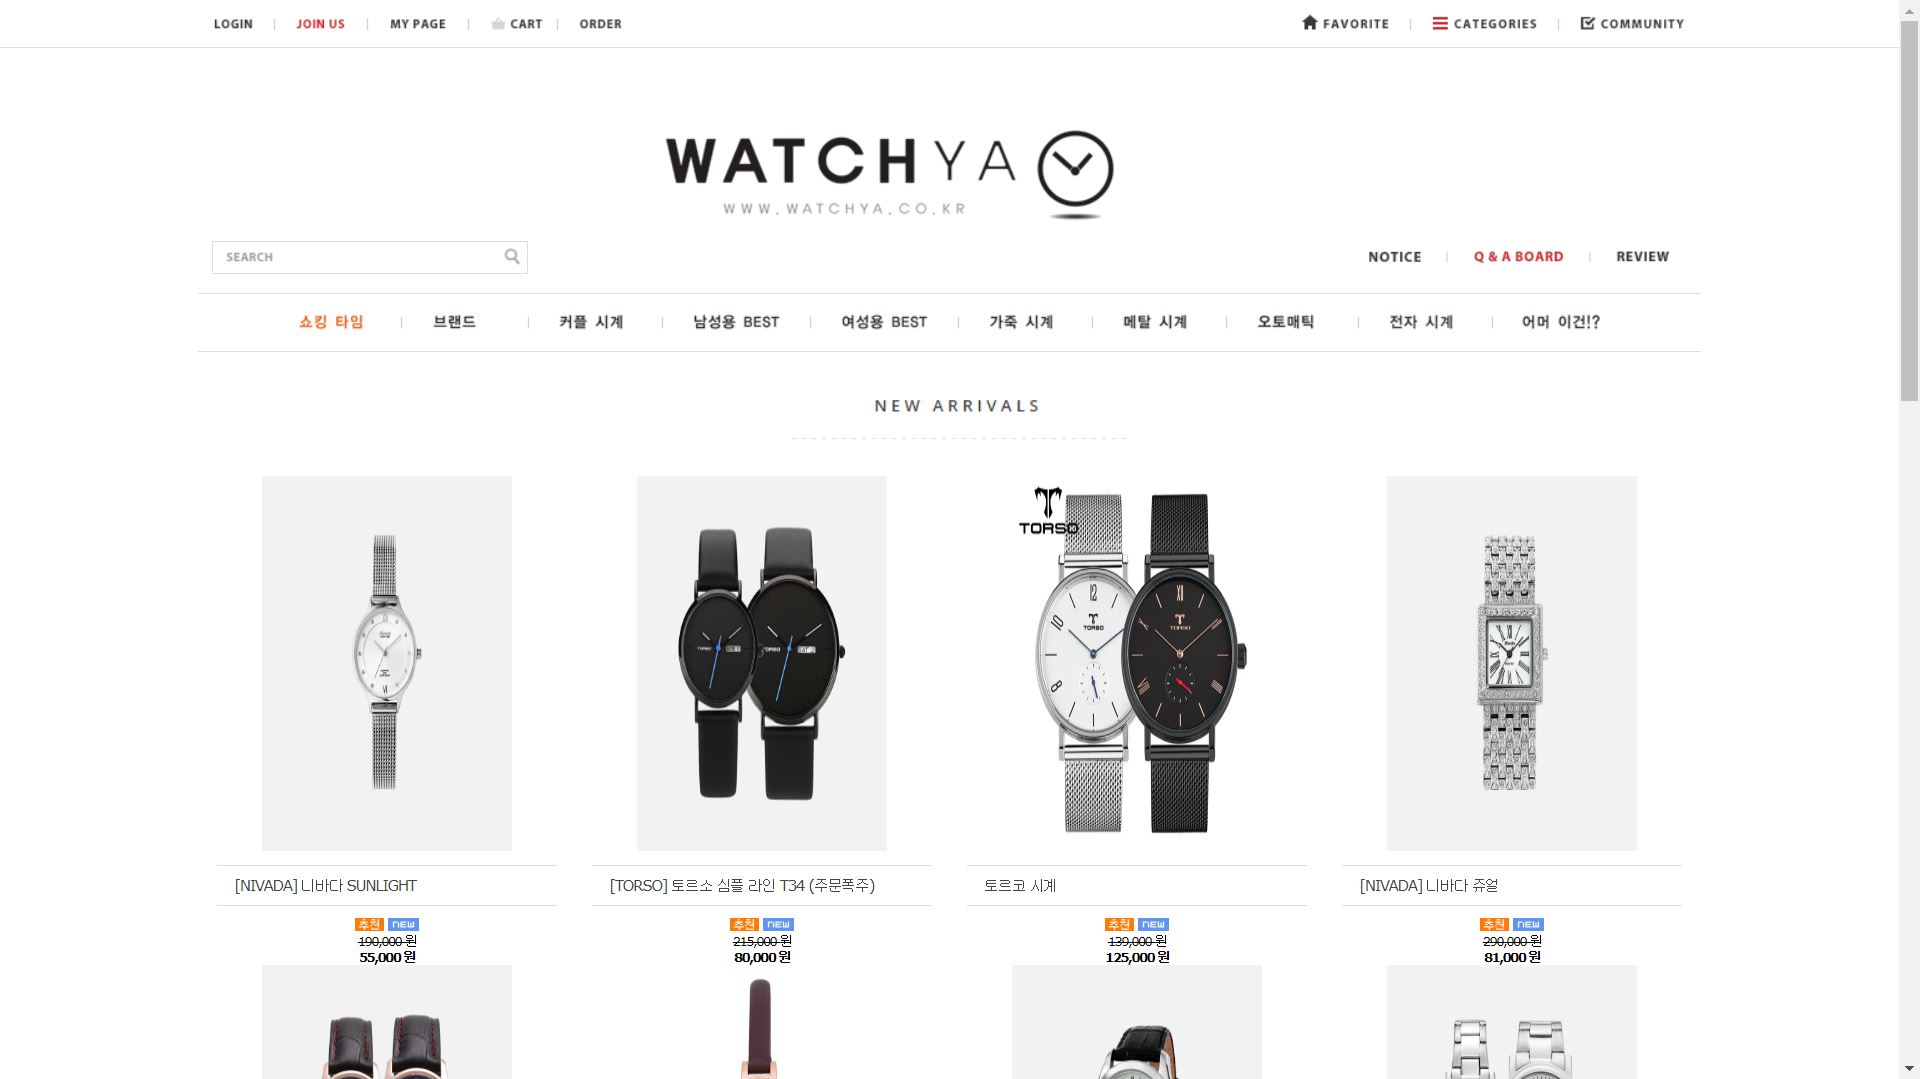 LOGIN JOIN US MY PAGE CART ORDER FAVORITE CATEGORIES COMMUNITY
WATCHYA
WWW.WATCHYA.CO.KR
SEARCH
NOTICE Q & A BOARD REVIEW
쇼킹 타임 브랜드 커플 시계 남성용 BEST 여성용 BEST 가죽 시계 메탈 시계 오토매틱 전자 시계 어머 이건!?
NEW ARRIVALS
TORSO
[NIVADA] 니바다 SUNLIGHT
[TORSO] 토르소 심플 라인 T34 (주문폭주)
토르코 시계
[NIVADA] 니바다 쥬얼
추천 NEW
190,000 원
55,000 원
추천 NEW
215,000 원
80,000 원
추천 NEW
139,000 원
125,000 원
추천 NEW
290,000 원
81,000 원